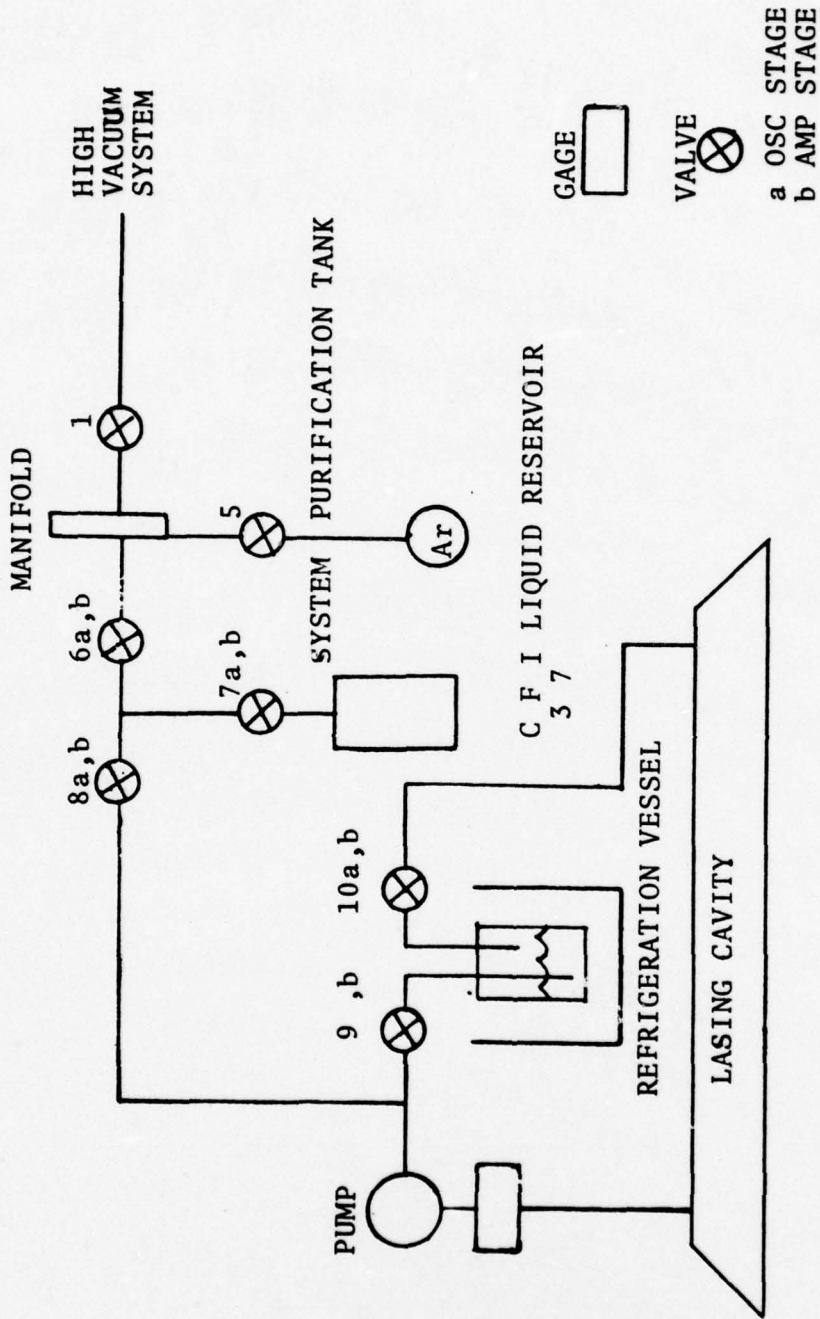 MANIFOLD
HIGH
VACUUM
SYSTEM
8a,b
6a,b
1
7a,b
5
SYSTEM PURIFICATION TANK
Ar
PUMP
9 ,b
10a,b
C F I LIQUID RESERVOIR
3 7
GAGE
REFRIGERATION VESSEL
VALVE
LASING CAVITY
a OSC STAGE
b AMP STAGE